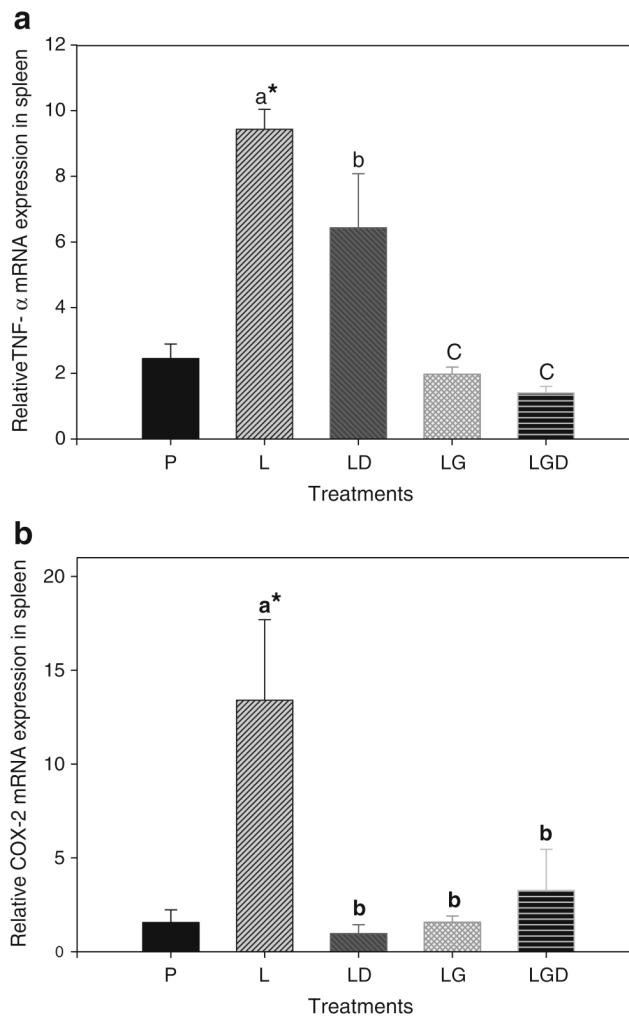 a
RelativeTNF- α mRNA expression in spleen
12
10
8
6
4
2
0
a*
b
C
C
P L LD LG LGD
Treatments
b
Relative COX-2 mRNA expression in spleen
20
15
10
5
0
a*
b
b
b
P L LD LG LGD
Treatments